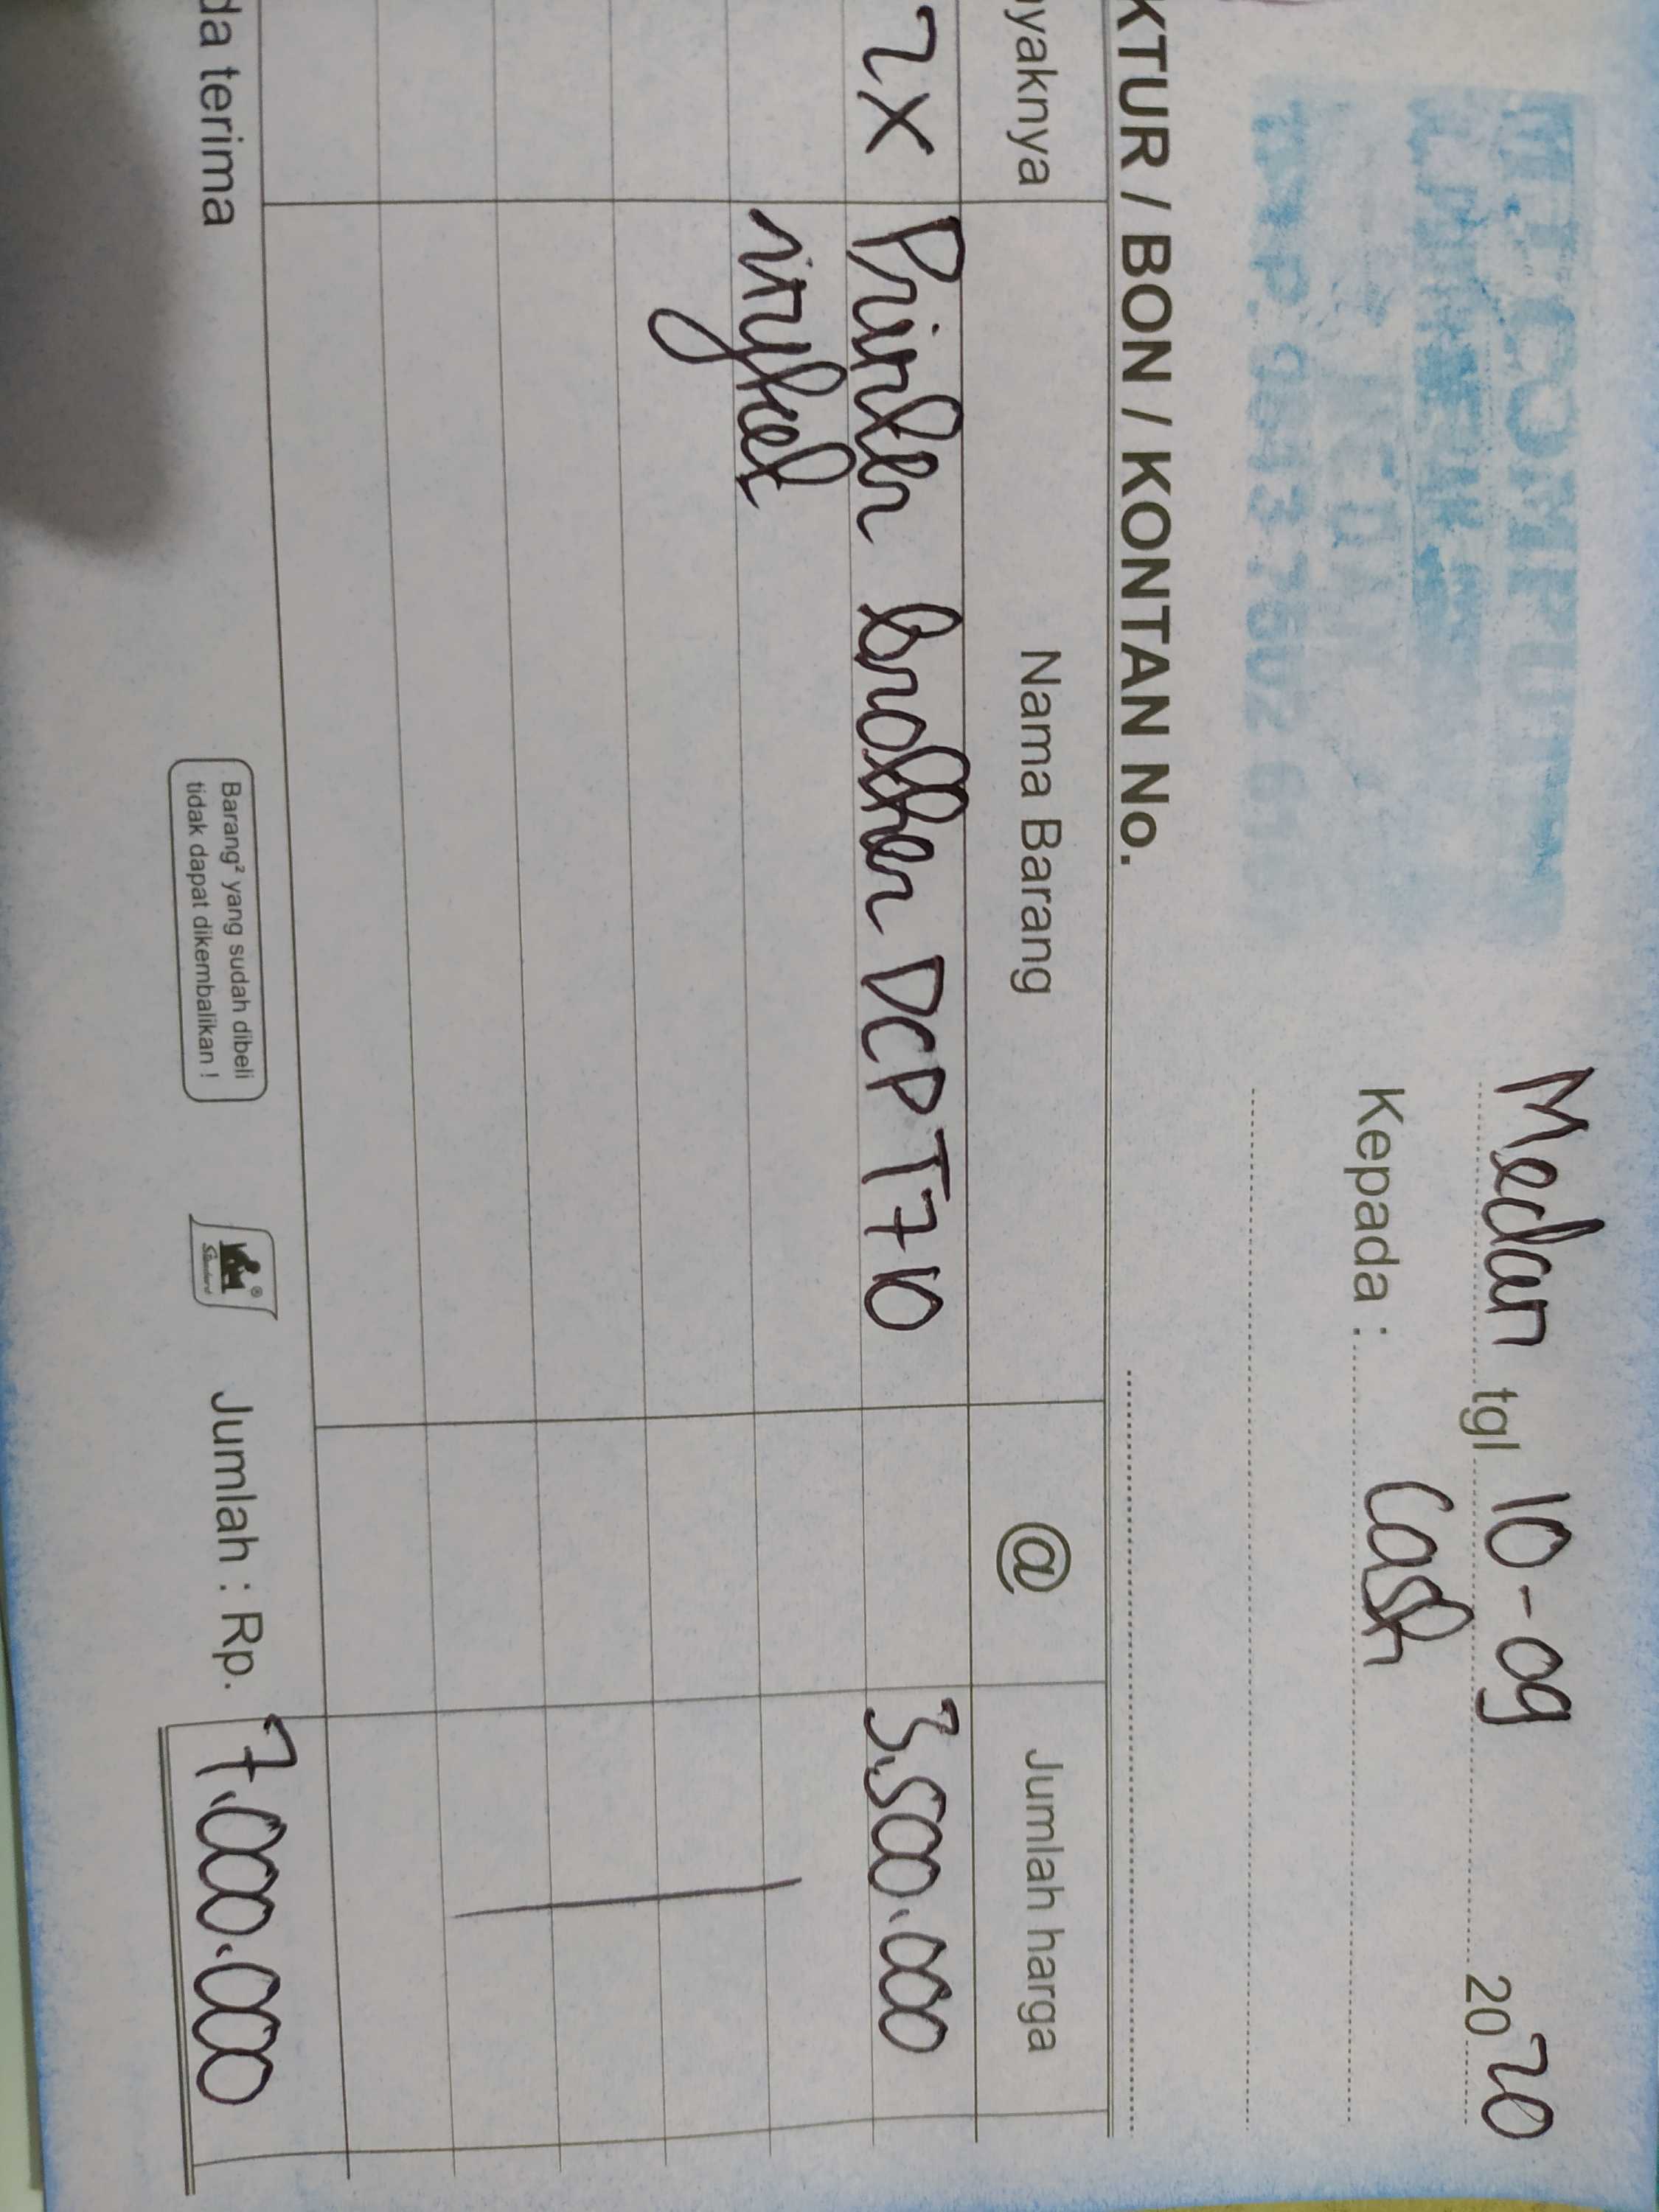 Medan tgl 10-09 2020
Kepada : Cash
KTUR / BON / KONTAN No.
yaknya Nama Barang @ Jumlah harga
2x Printer brother DCP T710 3.500.000
inkjet
da terima
Barang² yang sudah dibeli
tidak dapat dikembalikan !
Jumlah : Rp. 7.000.000